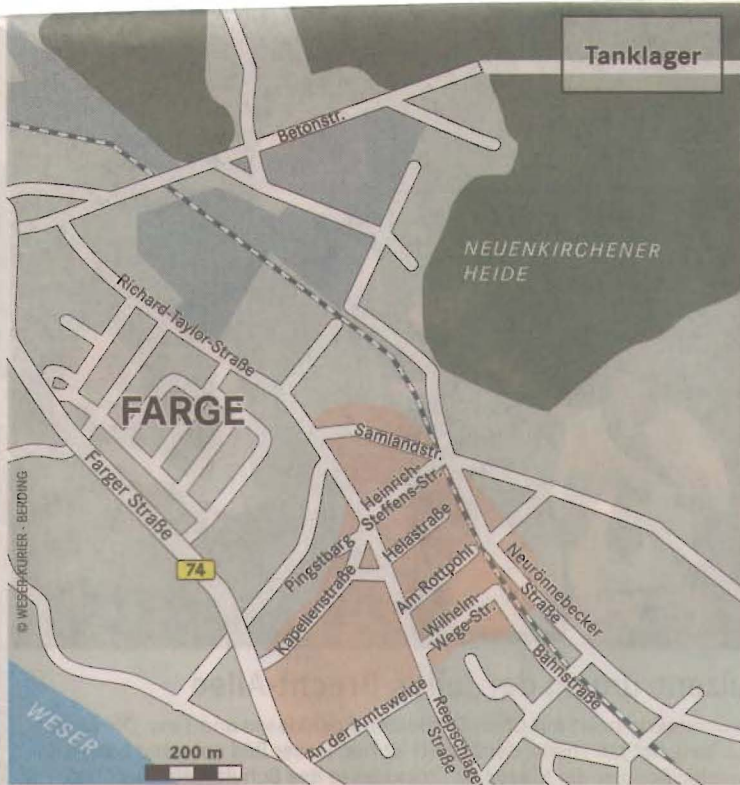 Tanklager
Betonstr.
NEUENKIRCHENER
HEIDE
Richard-Taylor-Straße
FARGE
Samlandstr.
Heinrich-
Steffens-Str.
Farger Straße
Pingstbarg
Helastraße
74
Kapellenstraße
Am Rottpohl
Neurönnebecker
Straße
Wilhelm-
Wege-Str.
Bahnstraße
An der Amtsweide
Reepschläger
Straße
WESER
200 m
© WESER-KURIER - BERDING